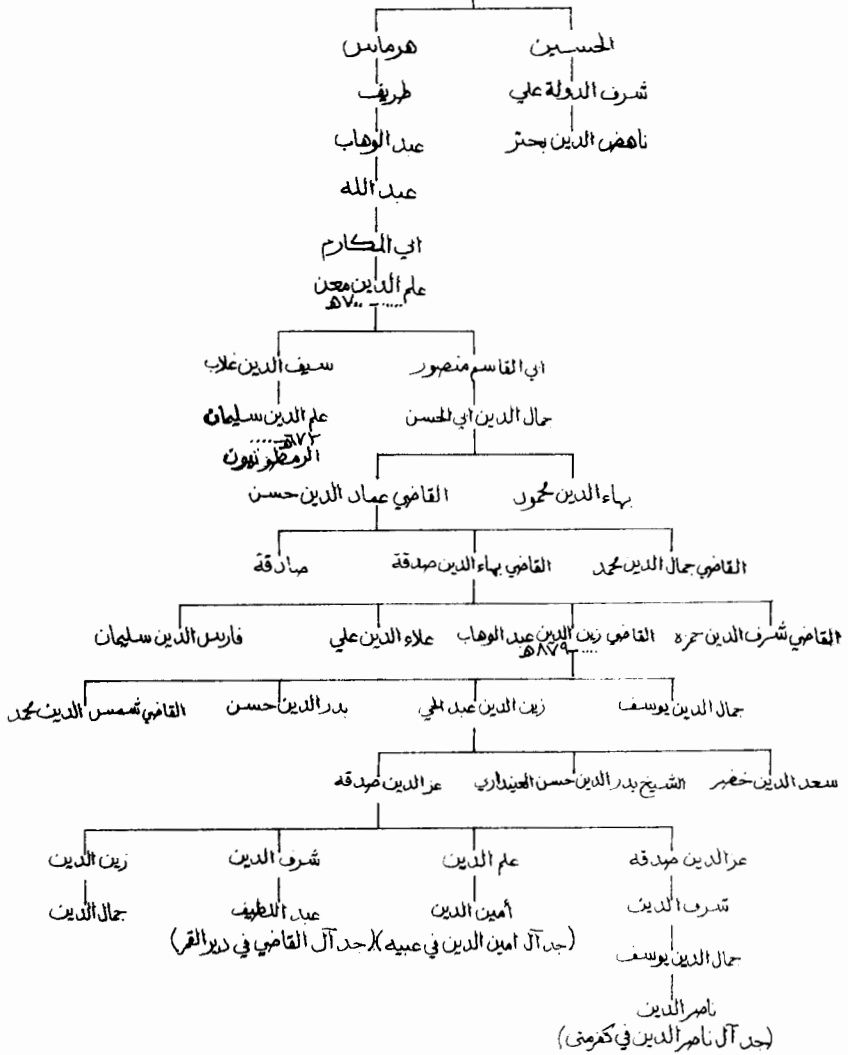 الحسين هرماس
شرف الدولة علي طريف
ناهض الدين بحتر عبد الوهاب
عبد الله
ابي المكارم
علم الدين معن
.....-٧٠٠هـ
ابي القاسم منصور سيف الدين غلاب
جمال الدين ابي الحسن علم الدين سليمان
الرمطونيون
بهاء الدين محمود القاضي عماد الدين حسن
القاضي جمال الدين محمد القاضي بهاء الدين صدقة صادقة
القاضي شرف الدين حمزه القاضي زين الدين عبد الوهاب علاء الدين علي فارس الدين سليمان
....-٨٧٩هـ
جمال الدين يوسف زين الدين عبد الحي بدر الدين حسن القاضي شمس الدين محمد
سعد الدين خضر الشيخ بدر الدين حسن العينداري عز الدين صدقه
عز الدين صدقه علم الدين شرف الدين زين الدين
شرف الدين أمين الدين عبد اللطيف جمال الدين
(جد آل امين الدين في عبيه) (جد آل القاضي في دير القمر)
جمال الدين يوسف
ناصر الدين
(جد آل ناصر الدين في كفرمتى)